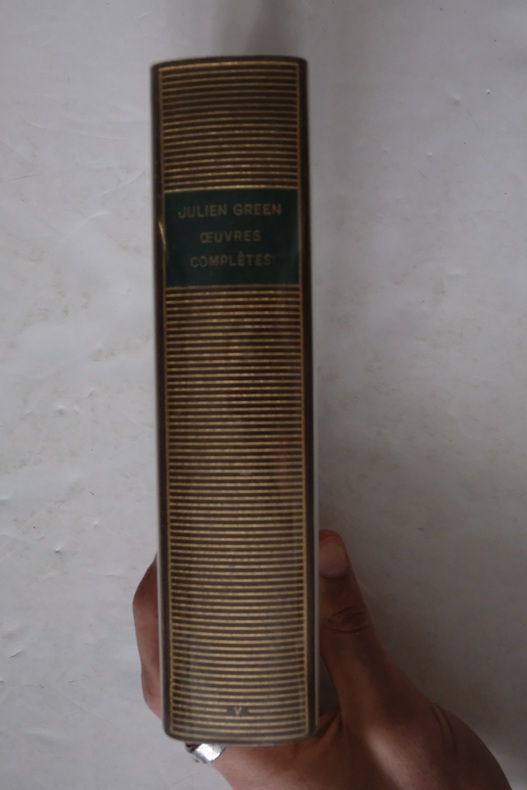 JULIEN GREEN
ŒUVRES
COMPLÈTES
V